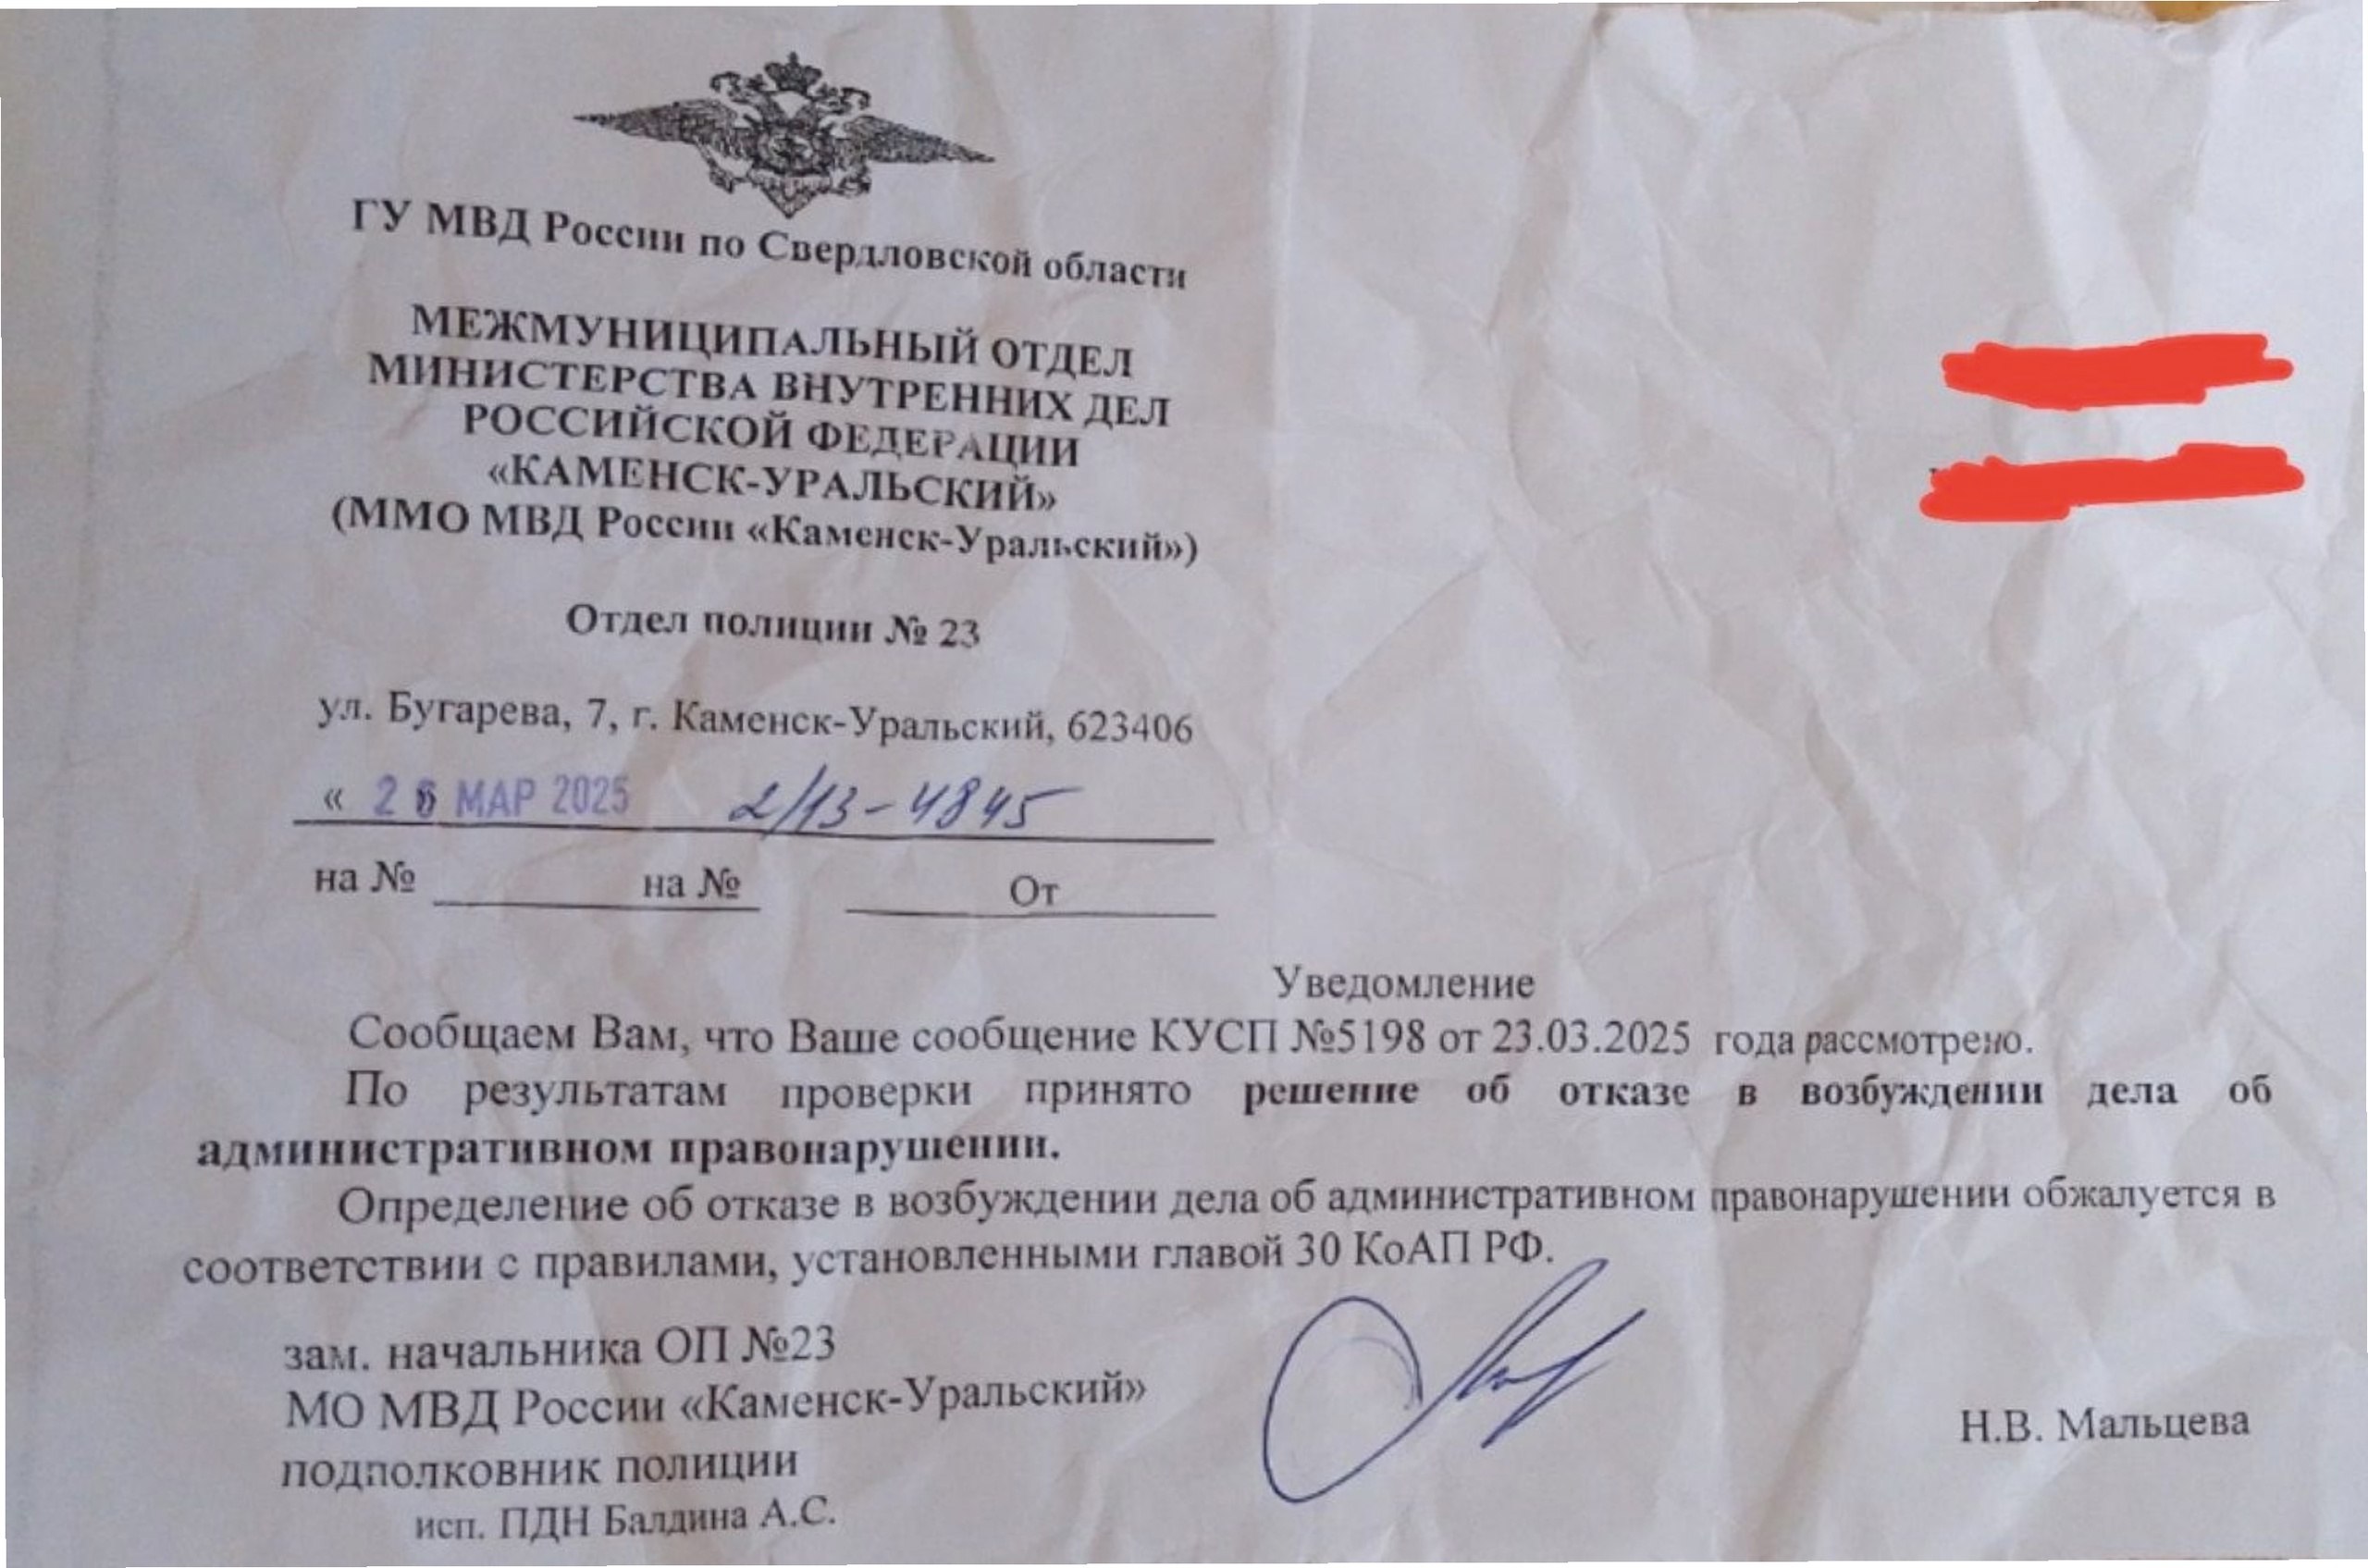 ГУ МВД России по Свердловской области
МЕЖМУНИЦИПАЛЬНЫЙ ОТДЕЛ
МИНИСТЕРСТВА ВНУТРЕННИХ ДЕЛ
РОССИЙСКОЙ ФЕДЕРАЦИИ
«КАМЕНСК-УРАЛЬСКИЙ»
(ММО МВД России «Каменск-Уральский»)
Отдел полиции № 23
ул. Бугарева, 7, г. Каменск-Уральский, 623406
« МАР 2025 2/13-4845
на № на № От
Уведомление
Сообщаем Вам, что Ваше сообщение КУСП №5198 от 23.03.2025 года рассмотрено.
По результатам проверки принято решение об отказе в возбуждении дела об
административном правонарушении.
Определение об отказе в возбуждении дела об административном правонарушении обжалуется в
соответствии с правилами, установленными главой 30 КоАП РФ.
зам. начальника ОП №23
МО МВД России «Каменск-Уральский»
подполковник полиции Н.В. Мальцева
исп. ПДН Балдина А.С.